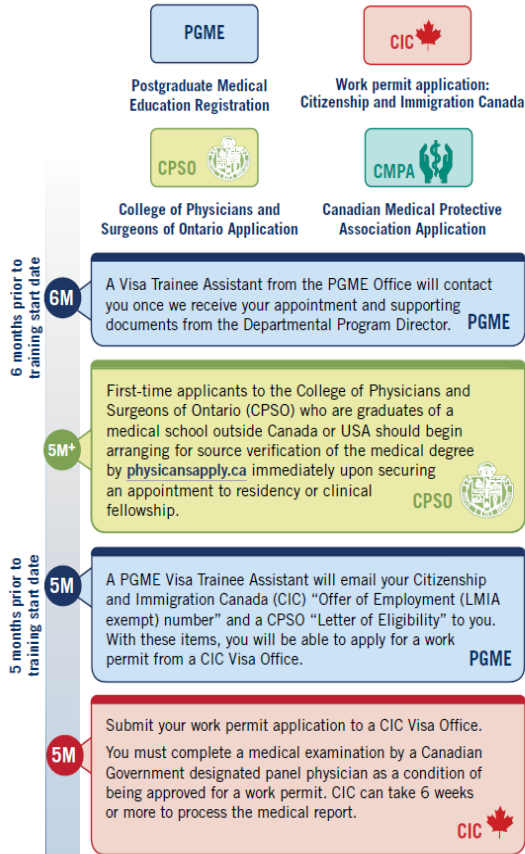 PGME
CIC
Postgraduate Medical
Education Registration
Work permit application:
Citizenship and Immigration Canada
CPSO
CMPA
College of Physicians and
Surgeons of Ontario Application
Canadian Medical Protective
Association Application
6 months prior to
training start date
6M
A Visa Trainee Assistant from the PGME Office will contact
you once we receive your appointment and supporting
documents from the Departmental Program Director.
PGME
5M+
First-time applicants to the College of Physicians and
Surgeons of Ontario (CPSO) who are graduates of a
medical school outside Canada or USA should begin
arranging for source verification of the medical degree
by physicansapply.ca immediately upon securing
an appointment to residency or clinical
fellowship.
CPSO
5 months prior to
training start date
5M
A PGME Visa Trainee Assistant will email your Citizenship
and Immigration Canada (CIC) “Offer of Employment (LMIA
exempt) number” and a CPSO “Letter of Eligibility” to you.
With these items, you will be able to apply for a work
permit from a CIC Visa Office.
PGME
5M
Submit your work permit application to a CIC Visa Office.
You must complete a medical examination by a Canadian
Government designated panel physician as a condition of
being approved for a work permit. CIC can take 6 weeks
or more to process the medical report.
CIC